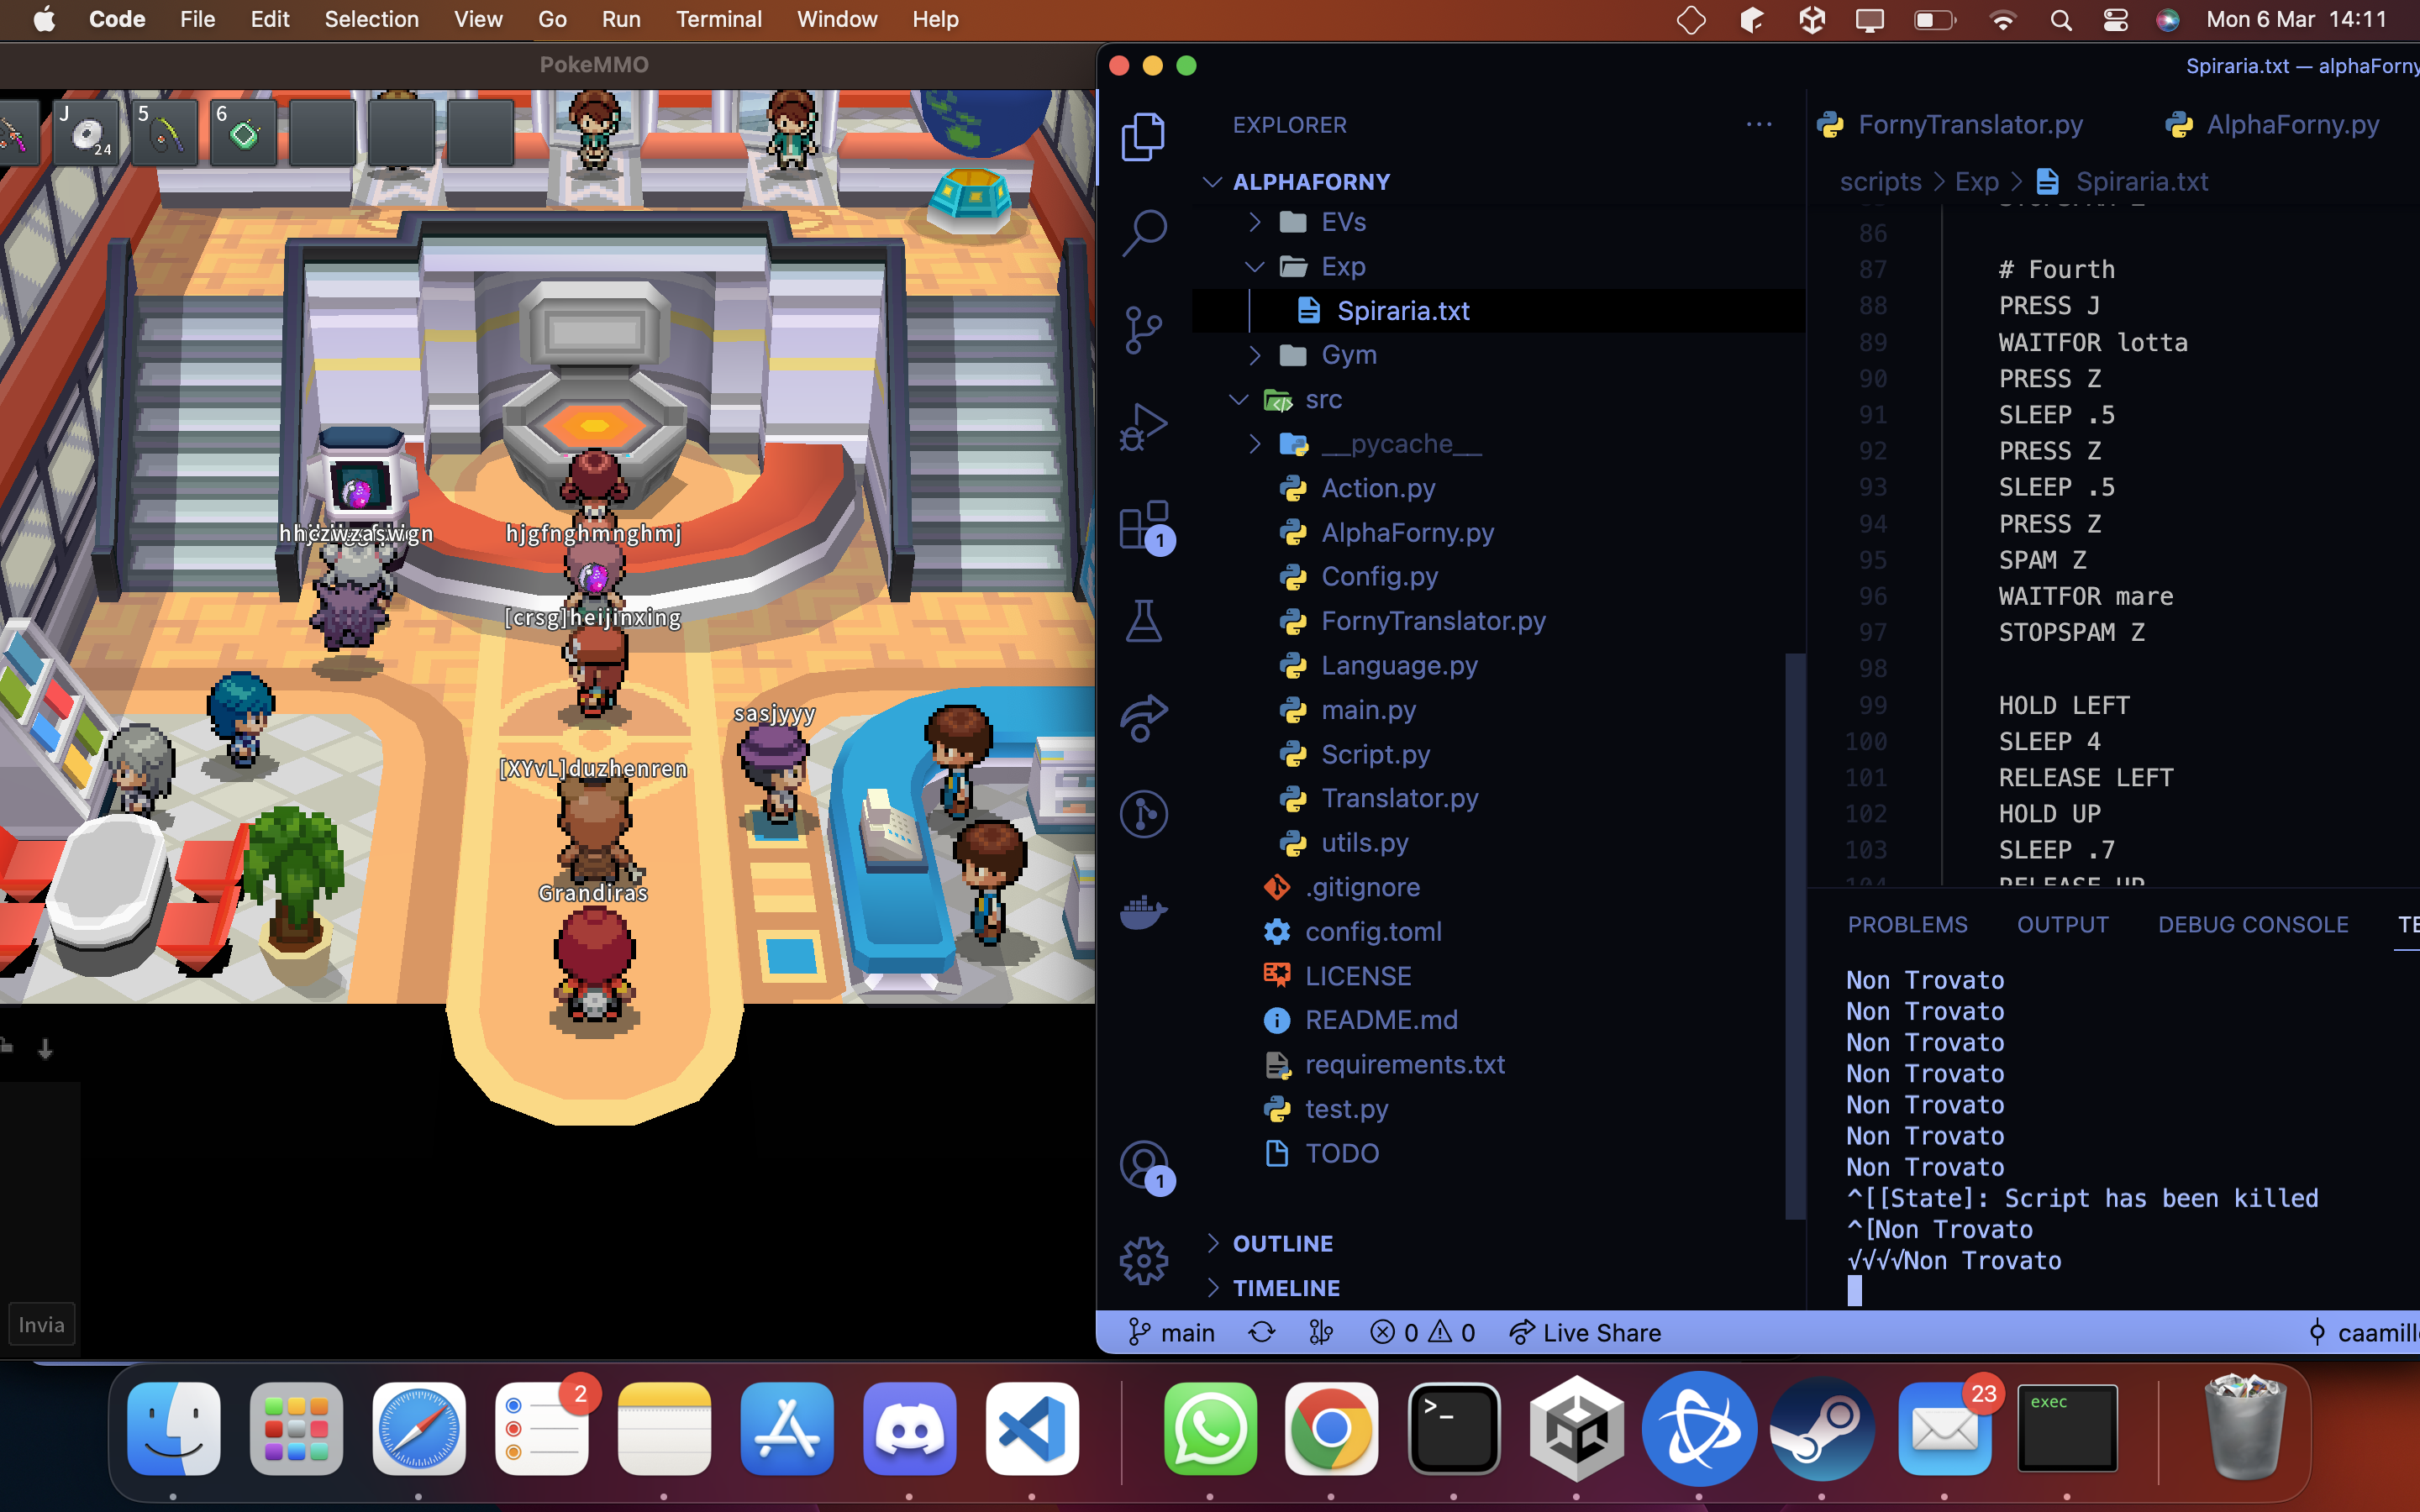 Code File Edit Selection View Go Run Terminal Window Help Mon 6 Mar 14:11
PokeMMO
J
24
5
6
hjgfnghmnghmj
[crsg]heijinxing
sasjyyy
[XYvL]duzhenren
Grandiras
Invia
Spiraria.txt — alphaForny
EXPLORER
ALPHAFORNY
EVs
Exp
Spiraria.txt
Gym
src
__pycache__
Action.py
AlphaForny.py
Config.py
FornyTranslator.py
Language.py
main.py
Script.py
Translator.py
utils.py
.gitignore
config.toml
LICENSE
README.md
requirements.txt
test.py
TODO
OUTLINE
TIMELINE
1
1
FornyTranslator.py AlphaForny.py
scripts > Exp > Spiraria.txt
86
87 # Fourth
88 PRESS J
89 WAITFOR lotta
90 PRESS Z
91 SLEEP .5
92 PRESS Z
93 SLEEP .5
94 PRESS Z
95 SPAM Z
96 WAITFOR mare
97 STOPSPAM Z
98
99 HOLD LEFT
100 SLEEP 4
101 RELEASE LEFT
102 HOLD UP
103 SLEEP .7
104 RELEASE UP
PROBLEMS OUTPUT DEBUG CONSOLE TE
Non Trovato
Non Trovato
Non Trovato
Non Trovato
Non Trovato
Non Trovato
Non Trovato
^[[State]: Script has been killed
^[Non Trovato
√√√√Non Trovato
main 0 0 Live Share caamill
2
23
exec